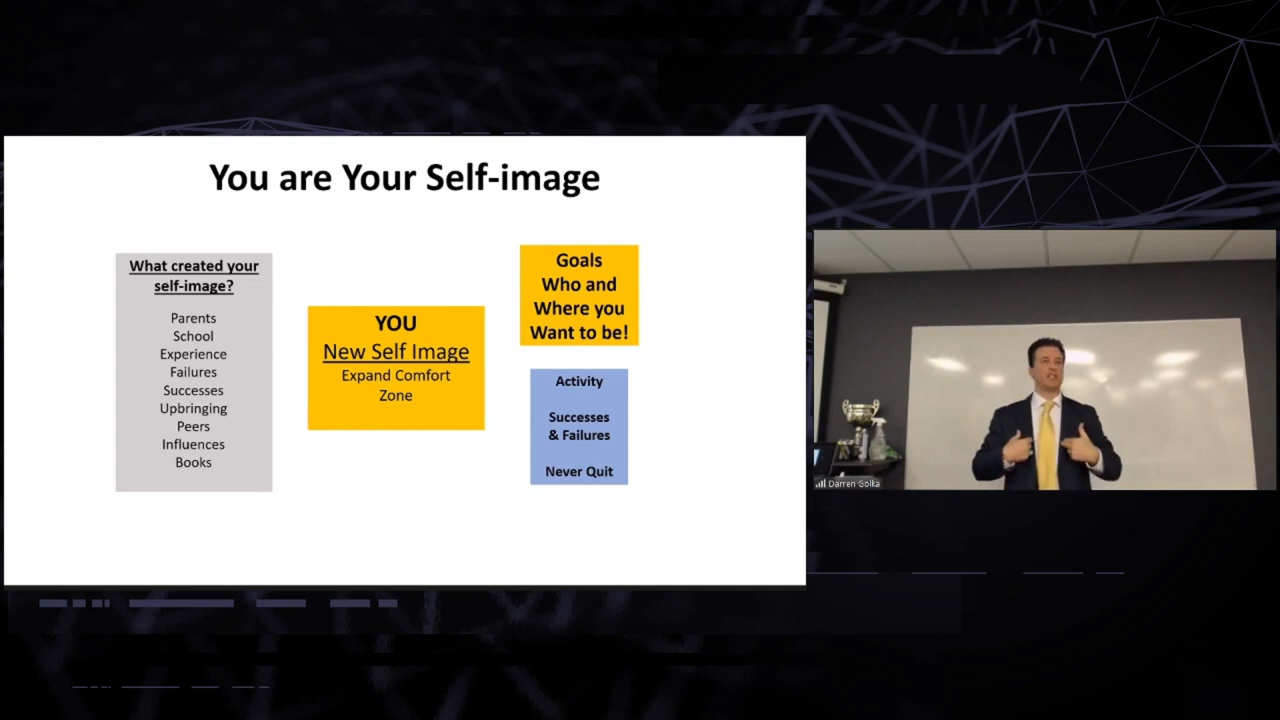 You are Your Self-image
What created your
self-image?
Parents
School
Experience
Failures
Successes
Upbringing
Peers
Influences
Books
YOU
New Self Image
Expand Comfort
Zone
Goals
Who and
Where you
Want to be!
Activity
Successes
& Failures
Never Quit
Darren Golka